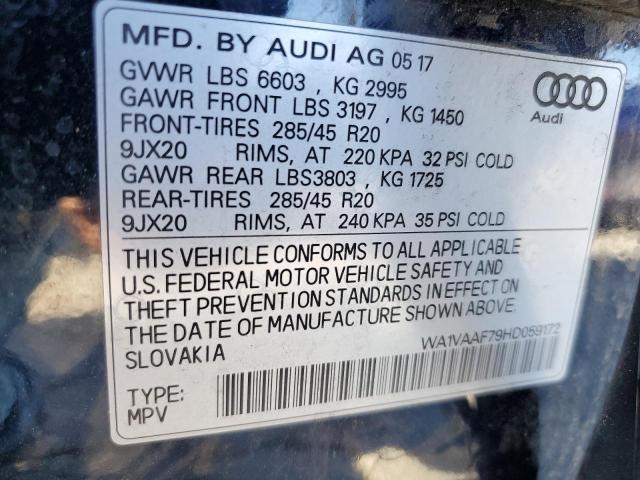 MFD. BY AUDI AG 05 17
GVWR LBS 6603 , KG 2995
GAWR FRONT LBS 3197 , KG 1450
FRONT-TIRES 285/45 R20
9JX20 RIMS, AT 220 KPA 32 PSI COLD
GAWR REAR LBS3803 , KG 1725
REAR-TIRES 285/45 R20
9JX20 RIMS, AT 240 KPA 35 PSI COLD
Audi
THIS VEHICLE CONFORMS TO ALL APPLICABLE
U.S. FEDERAL MOTOR VEHICLE SAFETY AND
THEFT PREVENTION STANDARDS IN EFFECT ON
THE DATE OF MANUFACTURE SHOWN ABOVE.
SLOVAKIA
WA1VAAF79HD059172
TYPE:
MPV